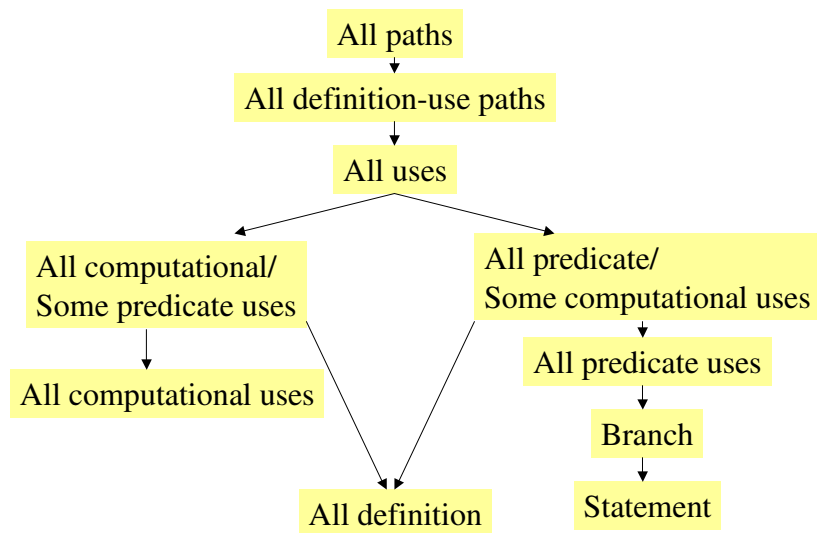 All paths
All definition-use paths
All uses
All computational/
Some predicate uses
All predicate/
Some computational uses
All computational uses
All predicate uses
Branch
All definition
Statement